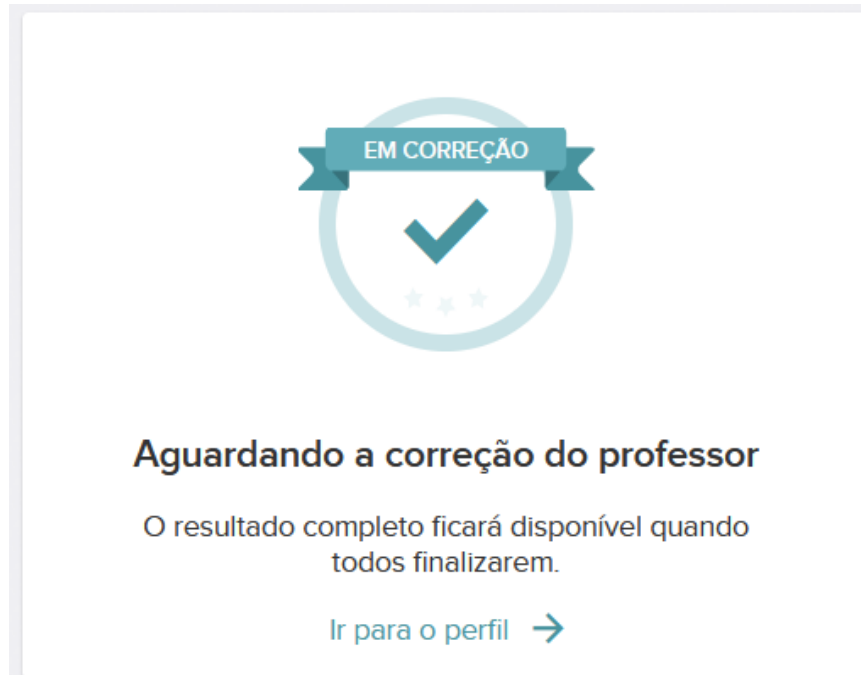 EM CORREÇÃO
Aguardando a correção do professor
O resultado completo ficará disponível quando
todos finalizarem.
Ir para o perfil →